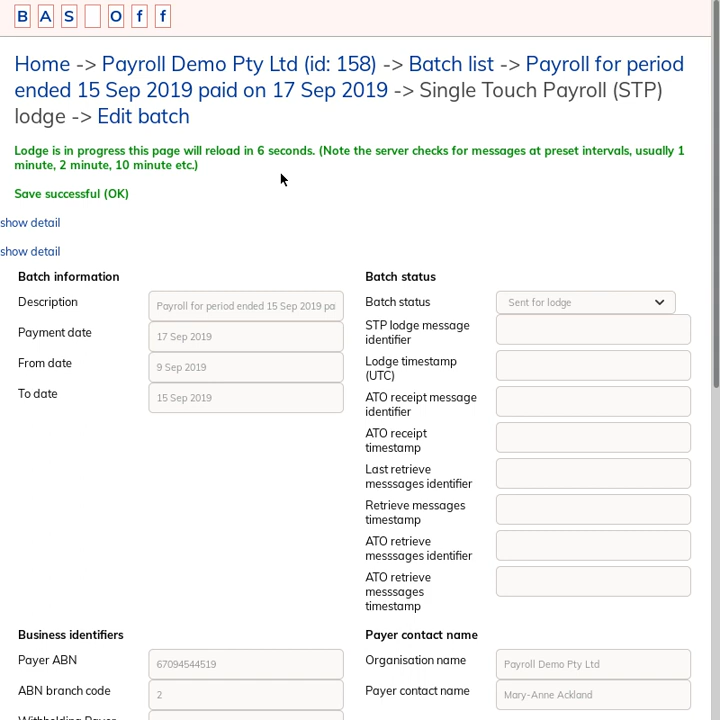 BAS Off
Home -> Payroll Demo Pty Ltd (id: 158) -> Batch list -> Payroll for period
ended 15 Sep 2019 paid on 17 Sep 2019 -> Single Touch Payroll (STP)
lodge -> Edit batch
Lodge is in progress this page will reload in 6 seconds. (Note the server checks for messages at preset intervals, usually 1
minute, 2 minute, 10 minute etc.)
Save successful (OK)
show detail
show detail
Batch information
Description
Payroll for period ended 15 Sep 2019 pa
Payment date
17 Sep 2019
From date
9 Sep 2019
To date
15 Sep 2019
Batch status
Batch status
Sent for lodge
STP lodge message
identifier
Lodge timestamp
(UTC)
ATO receipt message
identifier
ATO receipt
timestamp
Last retrieve
messsages identifier
Retrieve messages
timestamp
ATO retrieve
messsages identifier
ATO retrieve
messsages
timestamp
Business identifiers
Payer ABN
67094544519
ABN branch code
2
Withholding Payer
Payer contact name
Organisation name
Payroll Demo Pty Ltd
Payer contact name
Mary-Anne Ackland